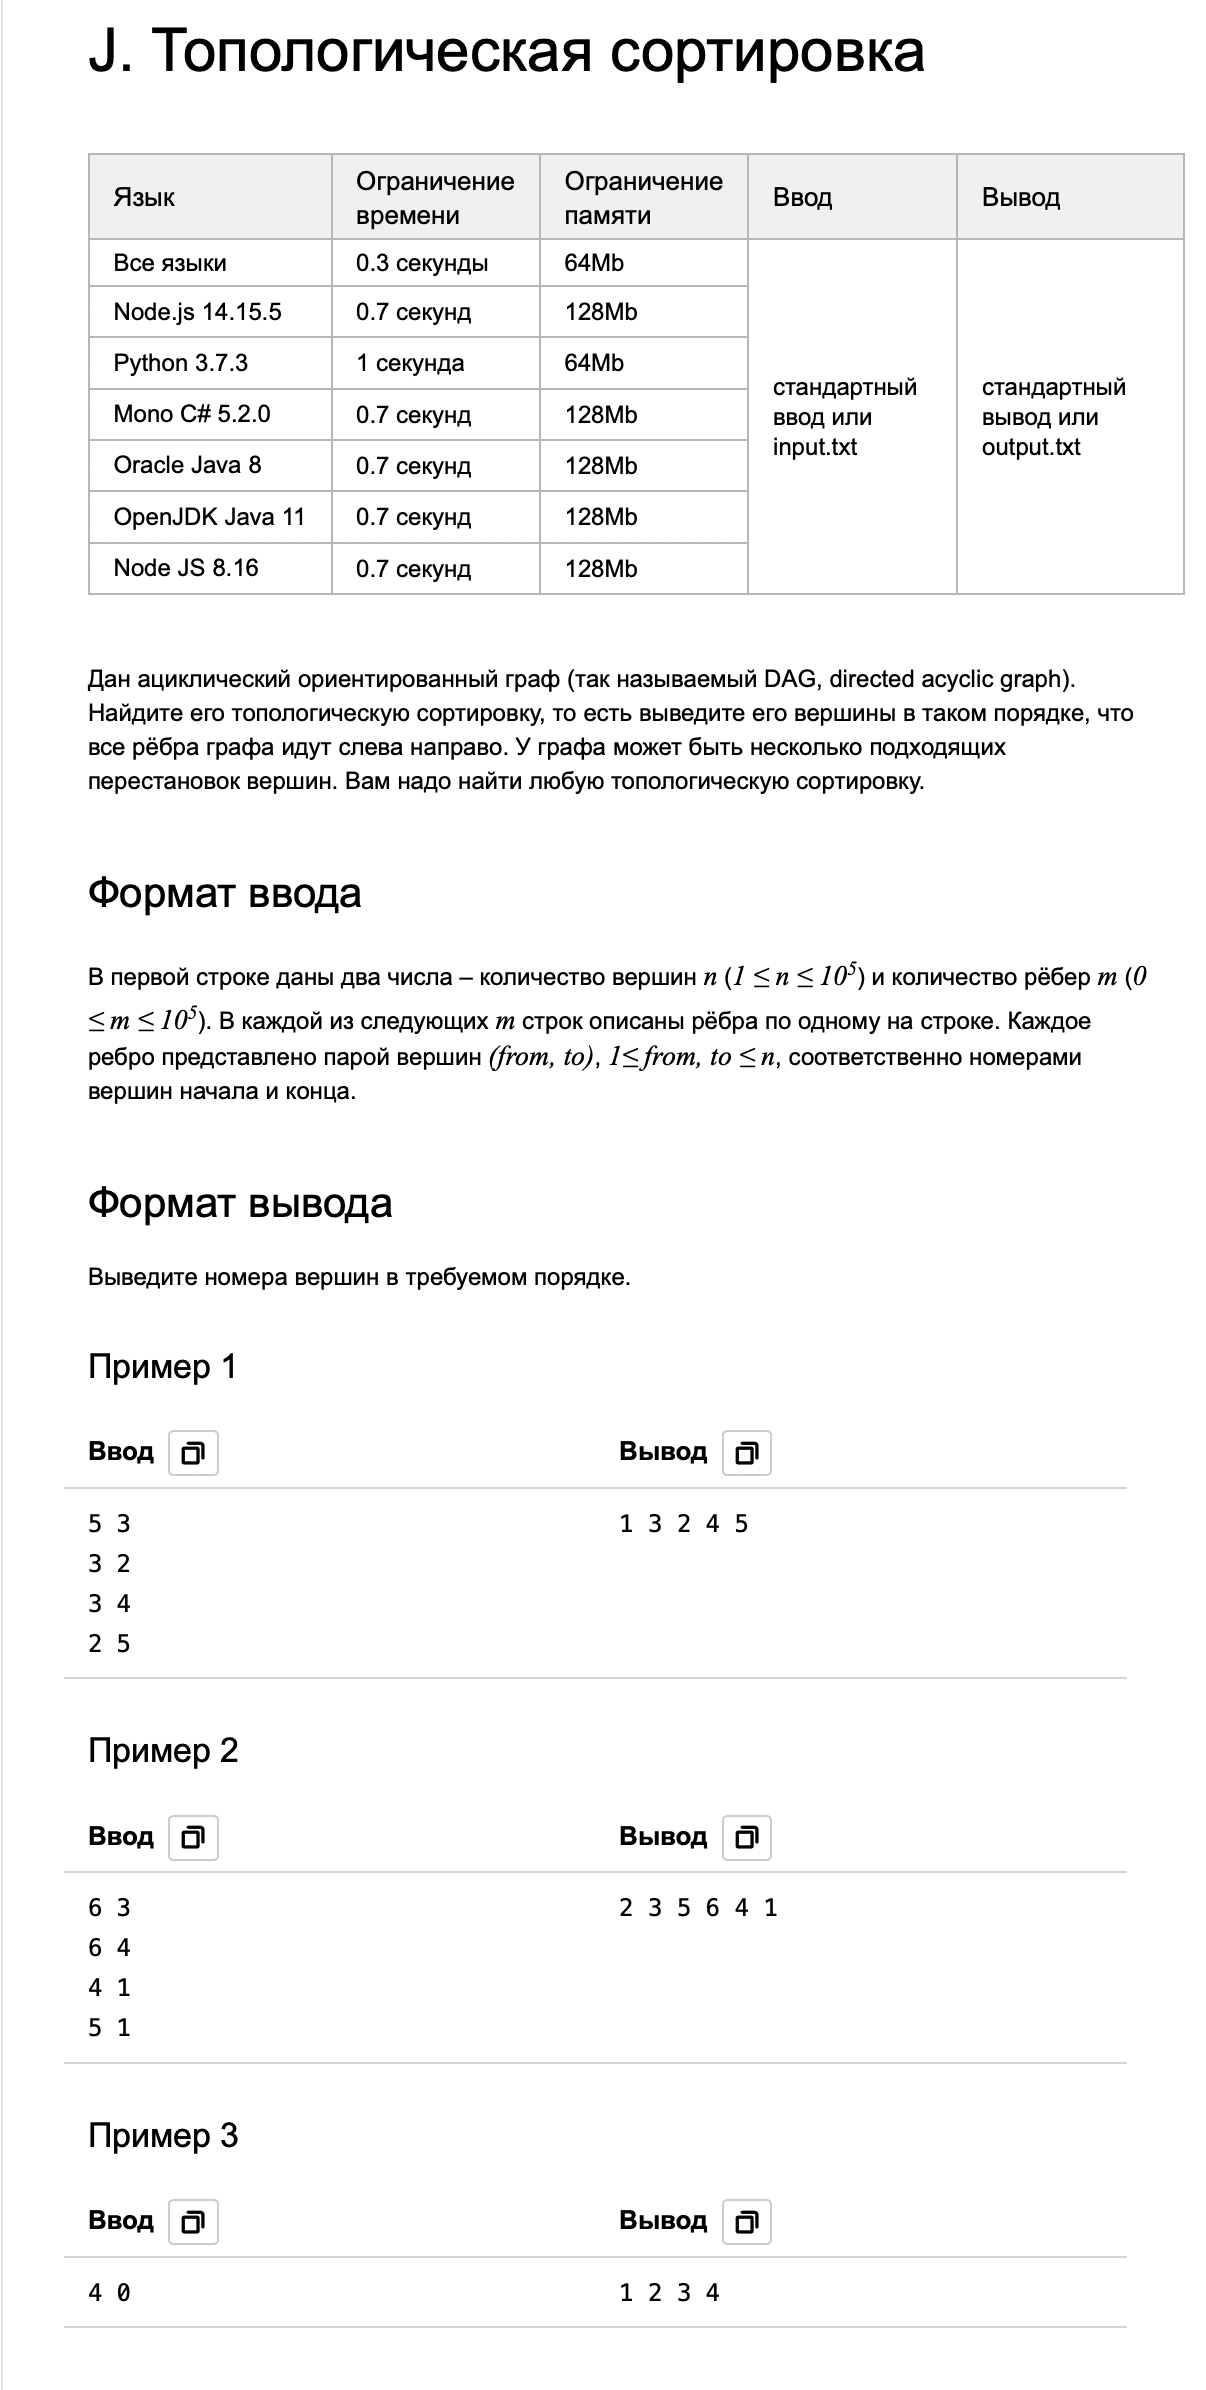 J. Топологическая сортировка
Язык
Ограничение
времени
Ограничение
памяти
Ввод
Вывод
Все языки
0.3 секунды
64Mb
Node.js 14.15.5
0.7 секунд
128Mb
Python 3.7.3
1 секунда
64Mb
Mono C# 5.2.0
0.7 секунд
128Mb
Oracle Java 8
0.7 секунд
128Mb
OpenJDK Java 11
0.7 секунд
128Mb
Node JS 8.16
0.7 секунд
128Mb
стандартный
ввод или
input.txt
стандартный
вывод или
output.txt
Дан ациклический ориентированный граф (так называемый DAG, directed acyclic graph).
Найдите его топологическую сортировку, то есть выведите его вершины в таком порядке, что
все рёбра графа идут слева направо. У графа может быть несколько подходящих
перестановок вершин. Вам надо найти любую топологическую сортировку.
Формат ввода
В первой строке даны два числа – количество вершин n (1 ≤ n ≤ 10⁵) и количество рёбер m (0
≤ m ≤ 10⁵). В каждой из следующих m строк описаны рёбра по одному на строке. Каждое
ребро представлено парой вершин (from, to), 1≤ from, to ≤ n, соответственно номерами
вершин начала и конца.
Формат вывода
Выведите номера вершин в требуемом порядке.
Пример 1
Ввод
Вывод
5 3
3 2
3 4
2 5
1 3 2 4 5
Пример 2
Ввод
Вывод
6 3
6 4
4 1
5 1
2 3 5 6 4 1
Пример 3
Ввод
Вывод
4 0
1 2 3 4